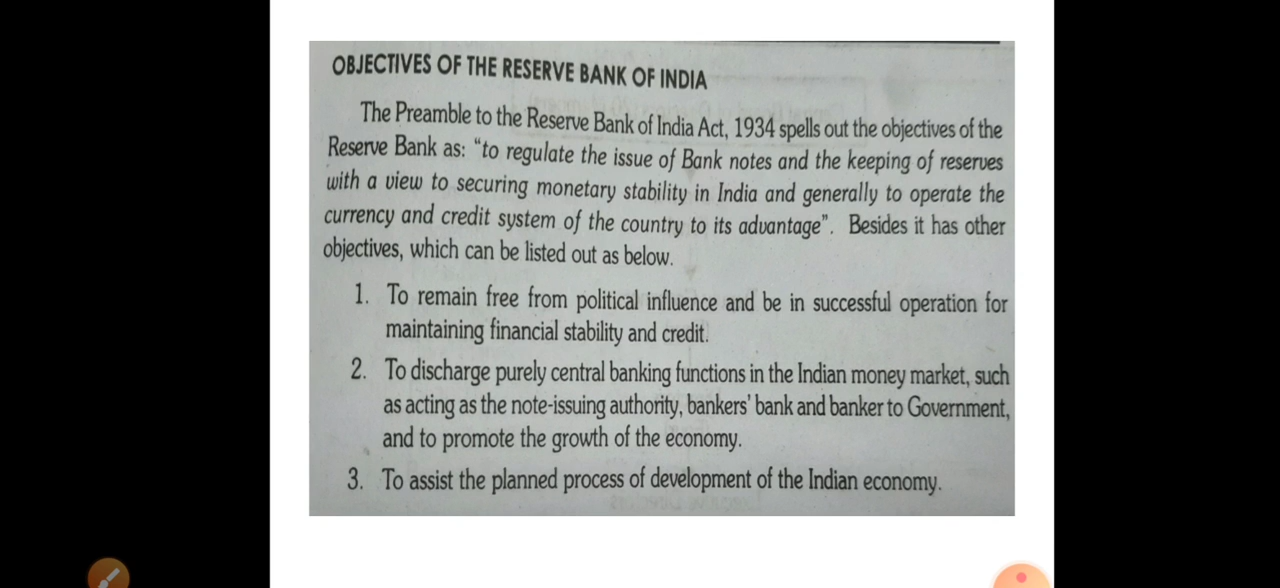 OBJECTIVES OF THE RESERVE BANK OF INDIA
The Preamble to the Reserve Bank of India Act, 1934 spells out the objectives of the
Reserve Bank as: "to regulate the issue of Bank notes and the keeping of reserves
with a view to securing monetary stability in India and generally to operate the
currency and credit system of the country to its advantage". Besides it has other
objectives, which can be listed out as below.
1. To remain free from political influence and be in successful operation for
maintaining financial stability and credit.
2. To discharge purely central banking functions in the Indian money market, such
as acting as the note-issuing authority, bankers' bank and banker to Government,
and to promote the growth of the economy.
3. To assist the planned process of development of the Indian economy.